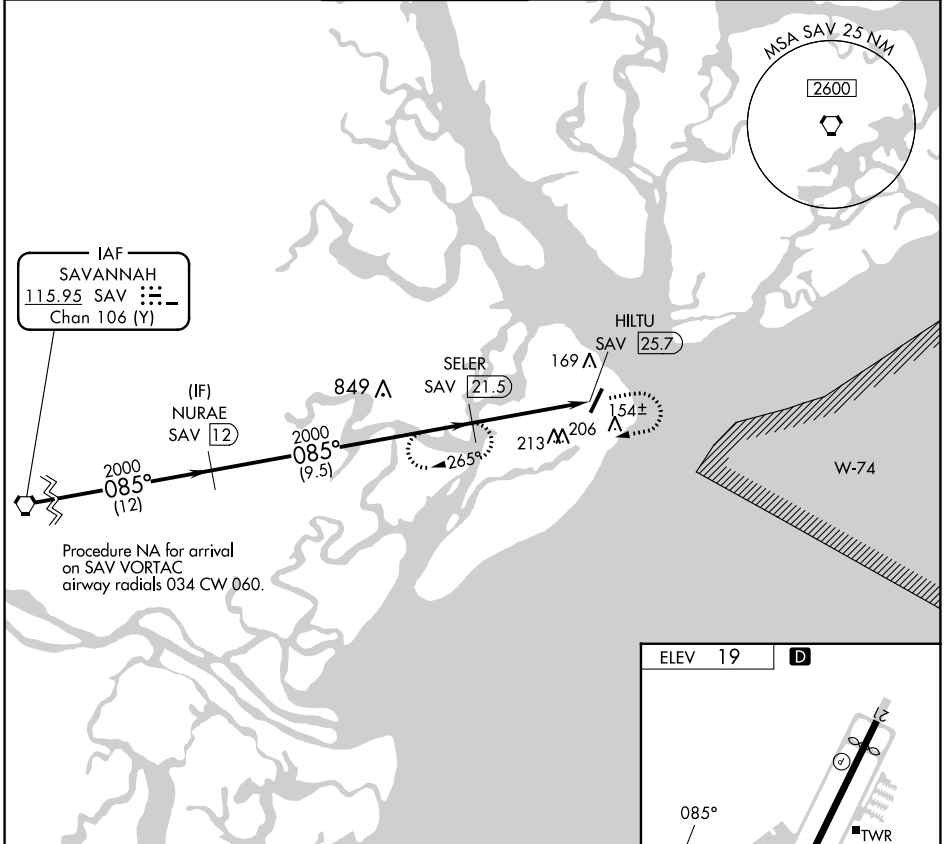 MSA SAV 25 NM
2600
IAF
SAVANNAH
115.95 SAV
Chan 106 (Y)
HILTU
SAV 25.7
169
SELER
SAV 21.5
849
(IF)
NURAE
SAV 12
154±
206
213
2000
085°
(9.5)
265°
2000
085°
(12)
W-74
Procedure NA for arrival
on SAV VORTAC
airway radials 034 CW 060.
ELEV 19 D
21
P
085°
TWR